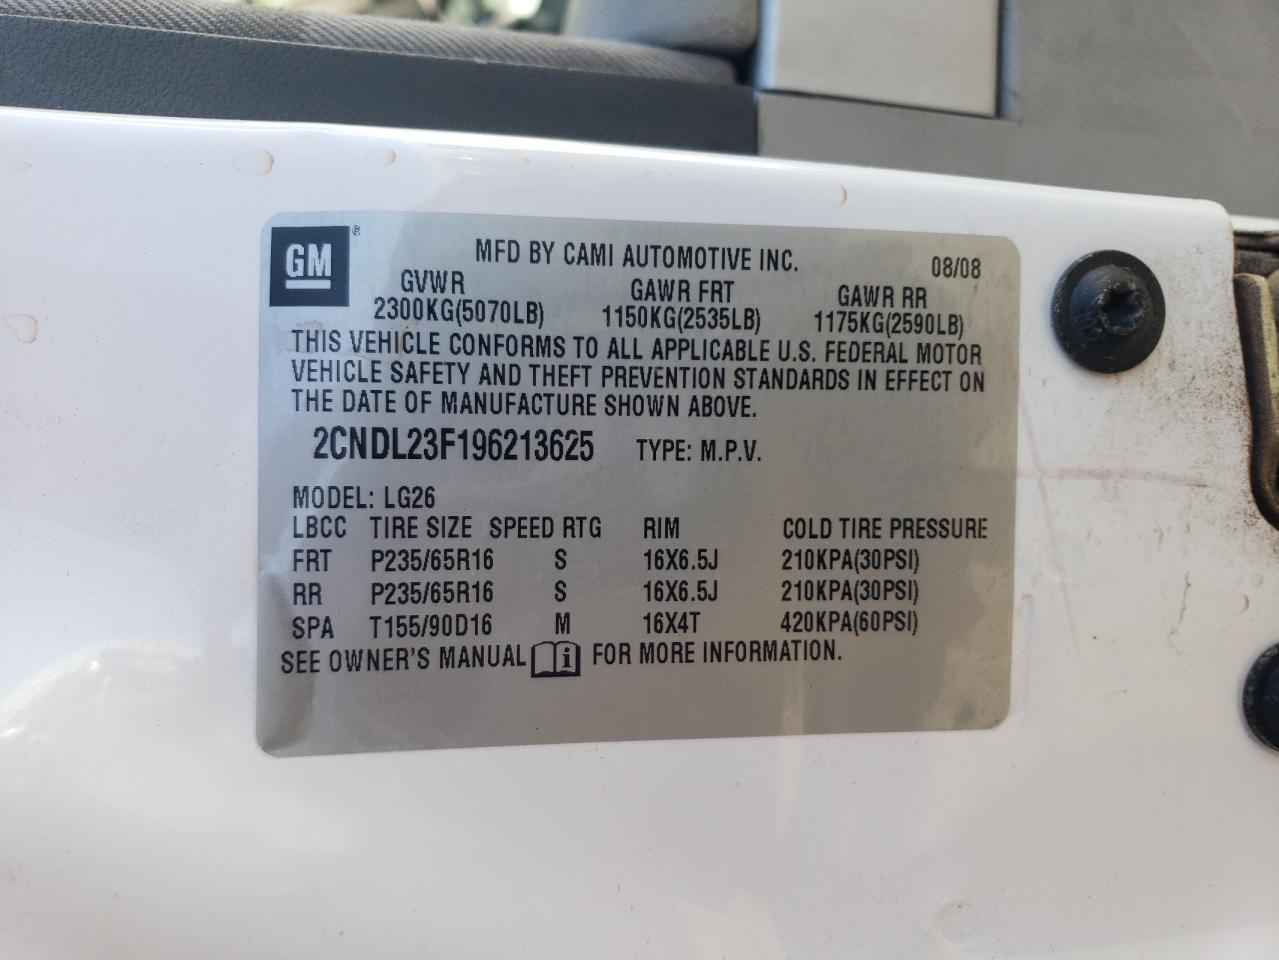 GM ®
MFD BY CAMI AUTOMOTIVE INC. 08/08
GVWR GAWR FRT GAWR RR
2300KG(5070LB) 1150KG(2535LB) 1175KG(2590LB)
THIS VEHICLE CONFORMS TO ALL APPLICABLE U.S. FEDERAL MOTOR
VEHICLE SAFETY AND THEFT PREVENTION STANDARDS IN EFFECT ON
THE DATE OF MANUFACTURE SHOWN ABOVE.
2CNDL23F196213625 TYPE: M.P.V.
MODEL: LG26
LBCC TIRE SIZE SPEED RTG RIM COLD TIRE PRESSURE
FRT P235/65R16 S 16X6.5J 210KPA(30PSI)
RR P235/65R16 S 16X6.5J 210KPA(30PSI)
SPA T155/90D16 M 16X4T 420KPA(60PSI)
SEE OWNER'S MANUAL i FOR MORE INFORMATION.